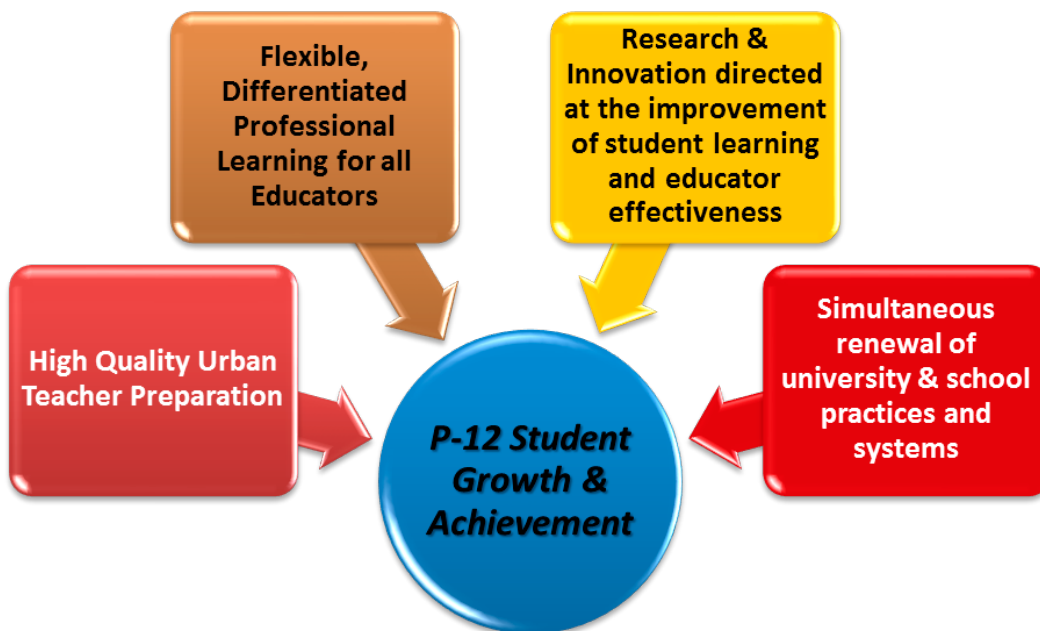 Flexible,
Differentiated
Professional
Learning for all
Educators
Research &
Innovation directed
at the improvement
of student learning
and educator
effectiveness
High Quality Urban
Teacher Preparation
Simultaneous
renewal of
university & school
practices and
systems
P-12 Student
Growth &
Achievement